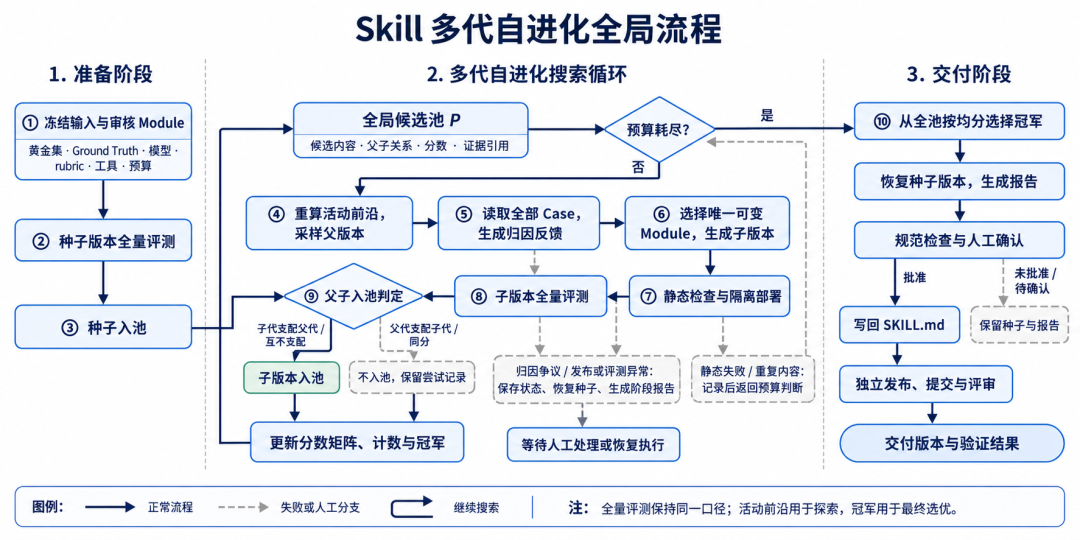 Skill 多代自进化全局流程
1. 准备阶段
① 冻结输入与审核 Module
黄金集 · Ground Truth · 模型 ·
rubric · 工具 · 预算
② 种子版本全量评测
③ 种子入池
2. 多代自进化搜索循环
全局候选池 P
候选内容 · 父子关系 · 分数 · 证据引用
预算耗尽?
是
否
④ 重算活动前沿，
采样父版本
⑤ 读取全部 Case，
生成归因反馈
⑥ 选择唯一可变
Module，生成子版本
⑦ 静态检查与隔离部署
⑧ 子版本全量评测
⑨ 父子入池判定
子代支配父代 /
互不支配
父代支配子代 /
同分
子版本入池
不入池，保留尝试记录
更新分数矩阵、计数与冠军
归因争议 / 发布或评测异常：
保存状态、恢复种子、生成阶段报告
等待人工处理或恢复执行
静态失败 / 重复内容：
记录后返回预算判断
3. 交付阶段
⑩ 从全池按均分选择冠军
恢复种子版本，生成报告
规范检查与人工确认
批准
未批准 /
待确认
写回 SKILL.md
保留种子与报告
独立发布、提交与评审
交付版本与验证结果
图例：
正常流程
失败或人工分支
继续搜索
注： 全量评测保持同一口径；活动前沿用于探索，冠军用于最终选优。